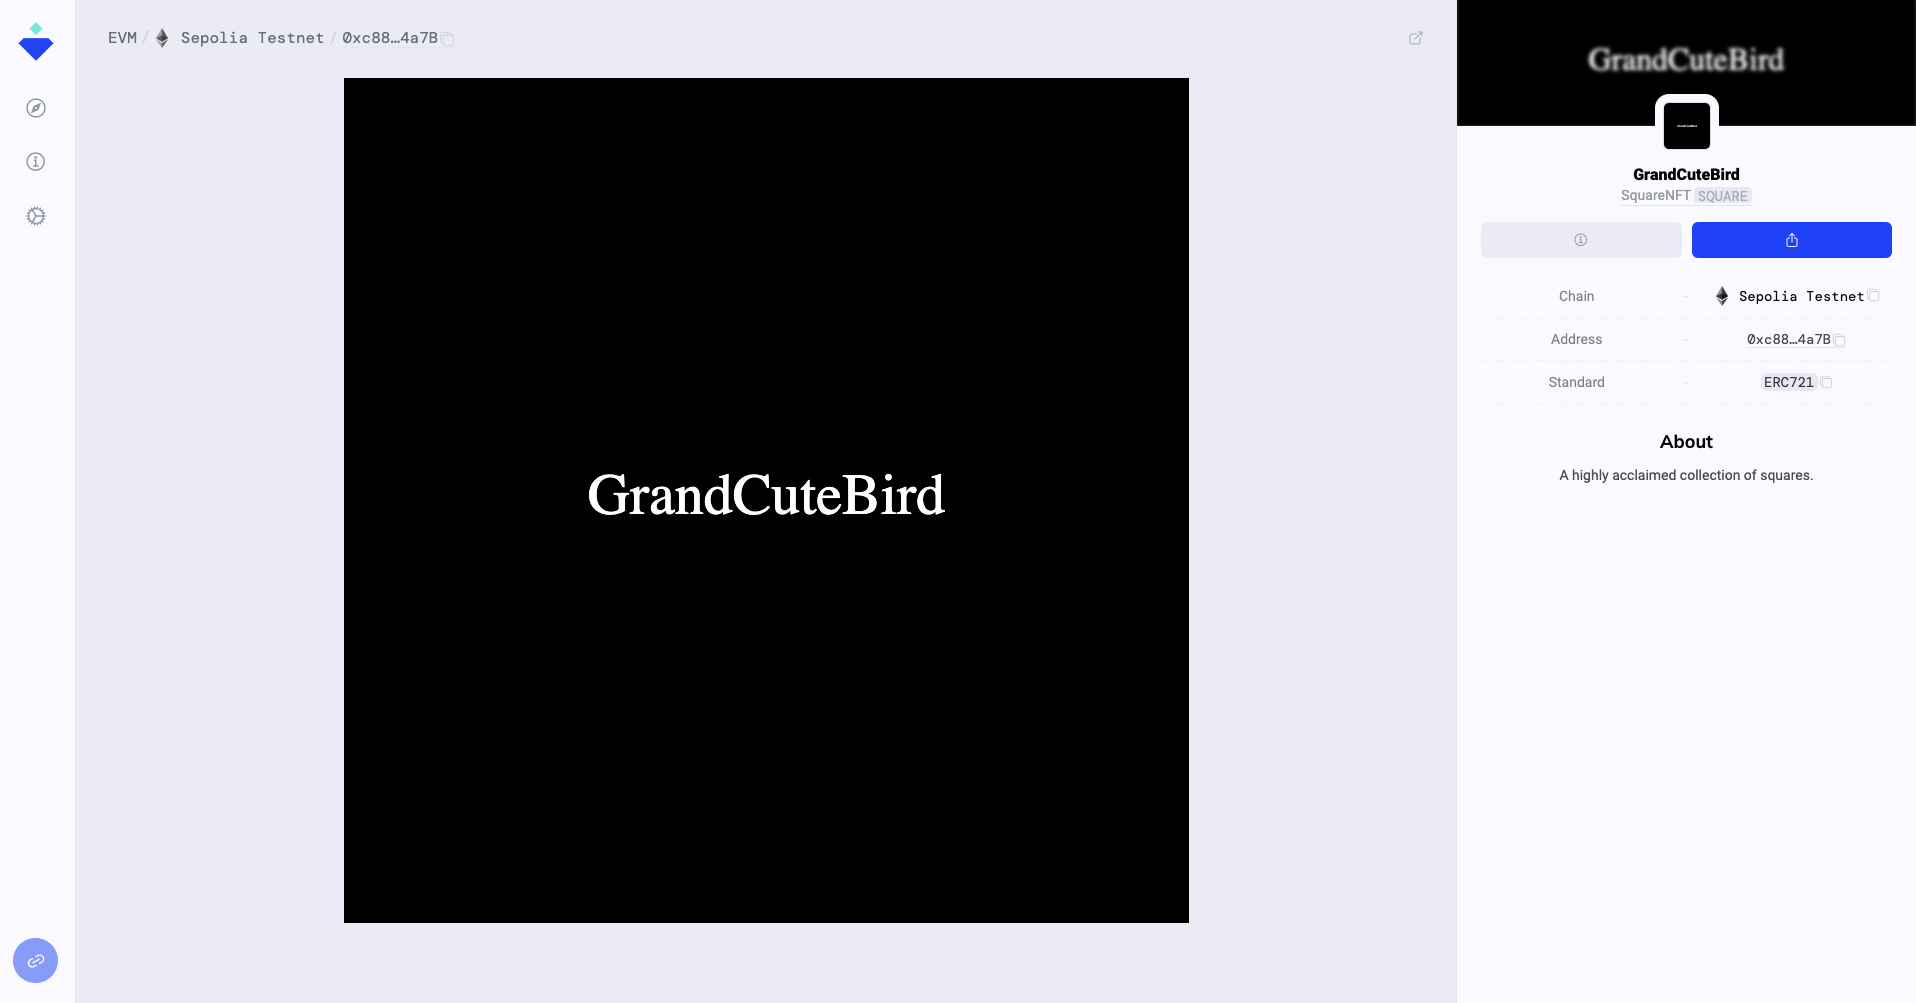 EVM / Sepolia Testnet / 0xc88…4a7B
GrandCuteBird
GrandCuteBird
GrandCuteBird
GrandCuteBird
SquareNFT SQUARE
Chain - Sepolia Testnet
Address - 0xc88…4a7B
Standard - ERC721
About
A highly acclaimed collection of squares.